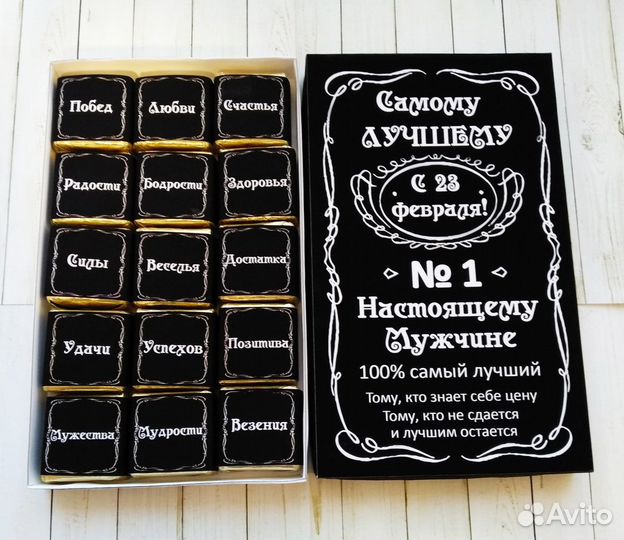 Побед
Любви
Счастья
Радости
Бодрости
Здоровья
Силы
Веселья
Достатка
Удачи
Успехов
Позитива
Мужества
Мудрости
Везения
Самому
ЛУЧШЕМУ
С 23
февраля!
№ 1
Настоящему
Мужчине
100% самый лучший
Тому, кто знает себе цену
Тому, кто не сдается
и лучшим остается
Avito